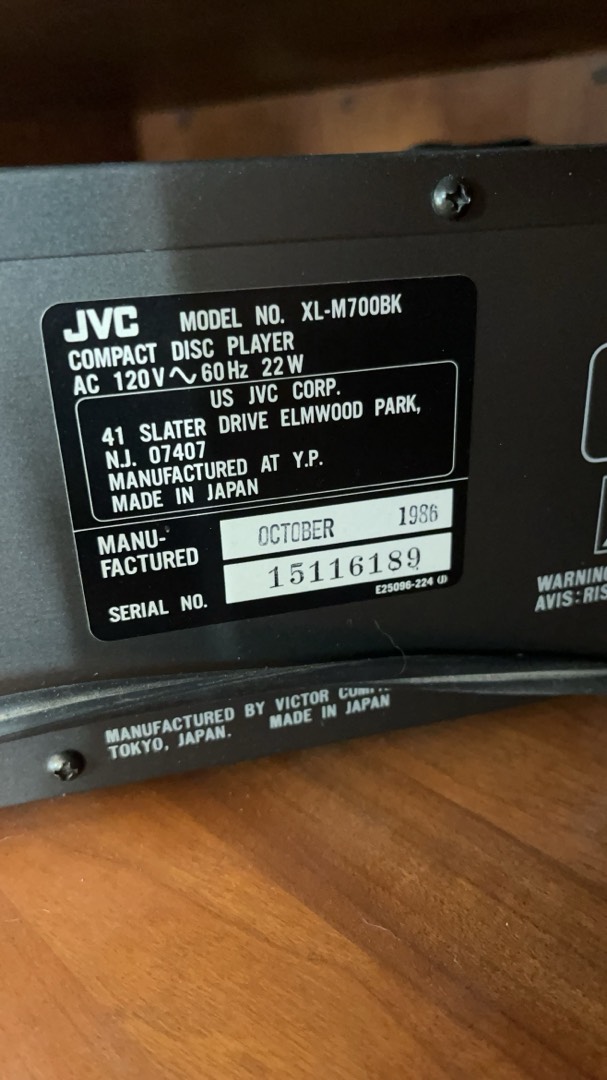 JVC MODEL NO. XL-M700BK
COMPACT DISC PLAYER
AC 120V∿60Hz 22W
US JVC CORP.
41 SLATER DRIVE ELMWOOD PARK,
N.J. 07407
MANUFACTURED AT Y.P.
MADE IN JAPAN
MANU-
FACTURED
OCTOBER 1986
SERIAL NO.
15116189
E25096-224
WARNING
AVIS:RIS
MANUFACTURED BY VICTOR
TOKYO, JAPAN. MADE IN JAPAN